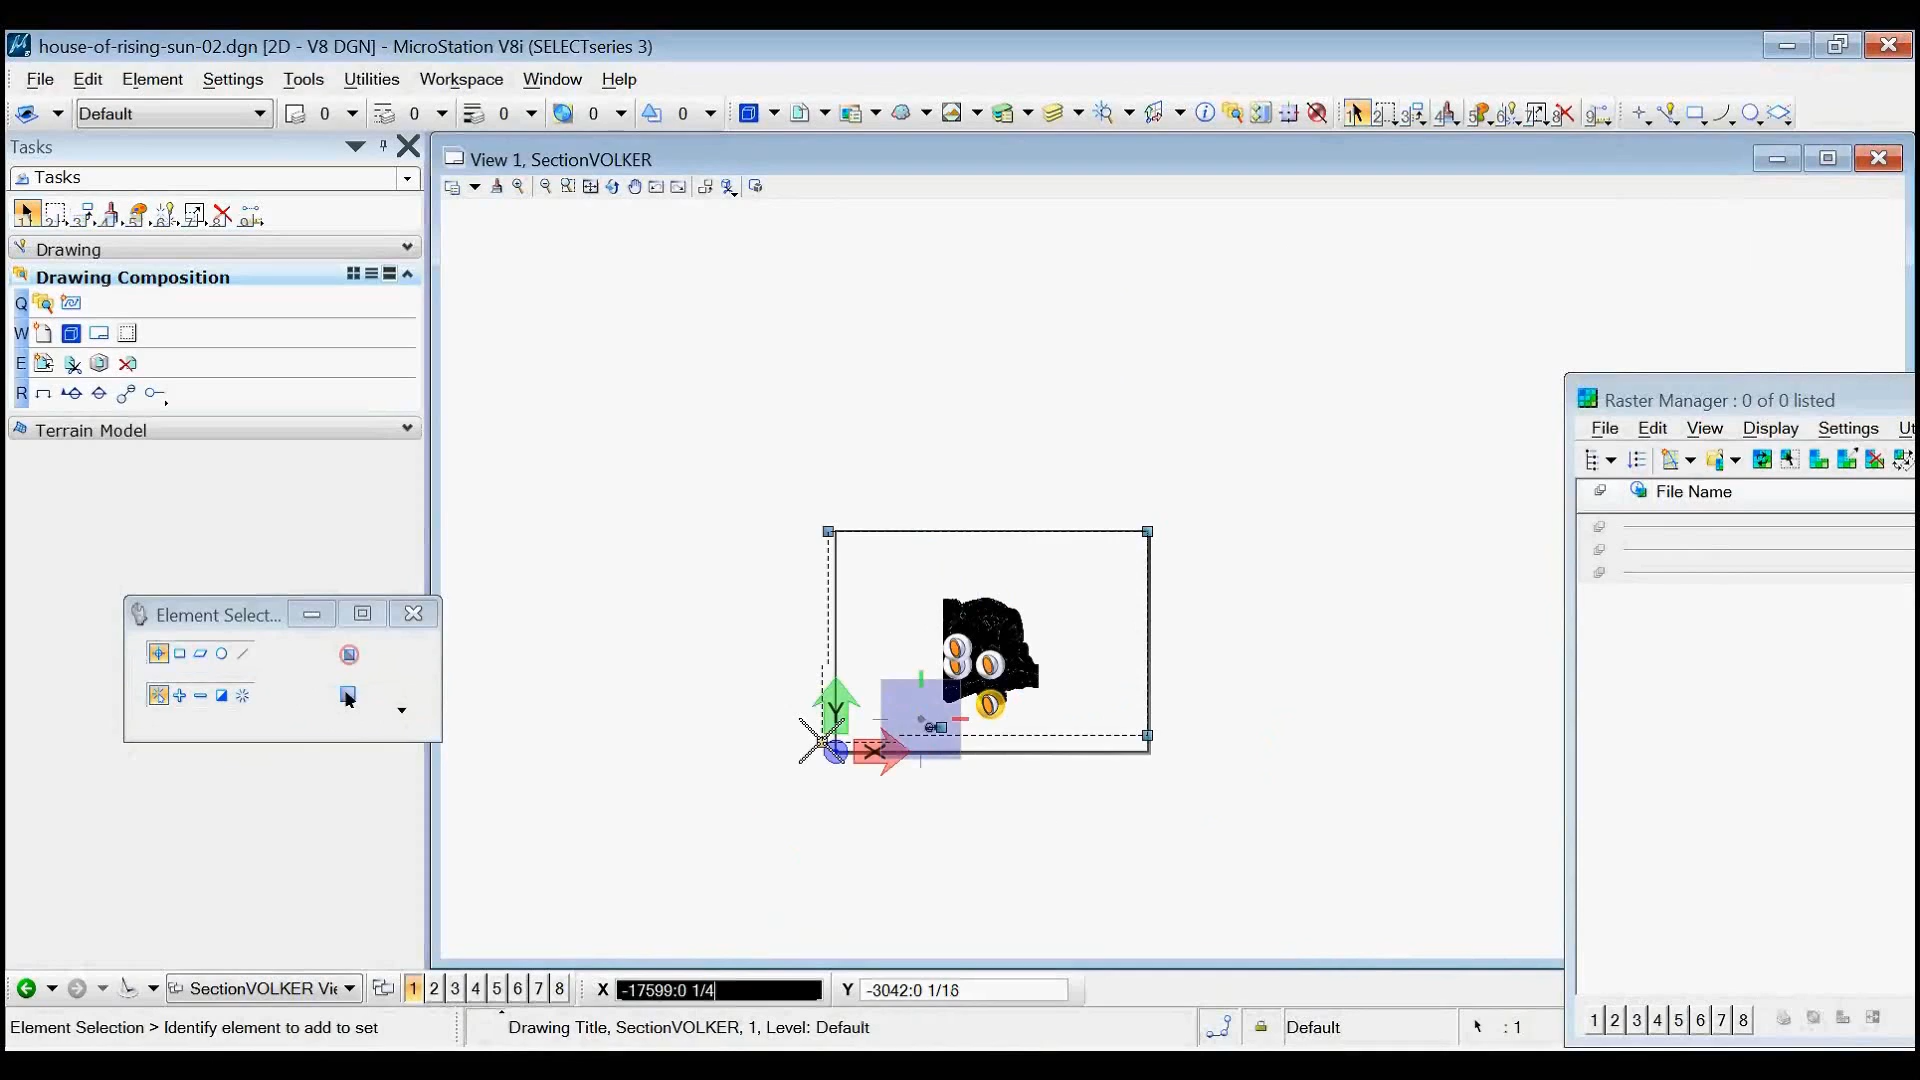 house-of-rising-sun-02.dgn [2D - V8 DGN] - MicroStation V8i (SELECTseries 3)
File Edit Element Settings Tools Utilities Workspace Window Help
Default 0 0 0 0 0
Tasks
View 1, SectionVOLKER
Tasks
Drawing
Drawing Composition
Q
W
E
R
Terrain Model
Raster Manager : 0 of 0 listed
File Edit View Display Settings Ut
File Name
Element Select...
Y
X
1 2 3 4 5 6 7 8
SectionVOLKER Vie 1 2 3 4 5 6 7 8 X -17599:0 1/4 Y -3042:0 1/16
Element Selection > Identify element to add to set
Drawing Title, SectionVOLKER, 1, Level: Default
Default
: 1